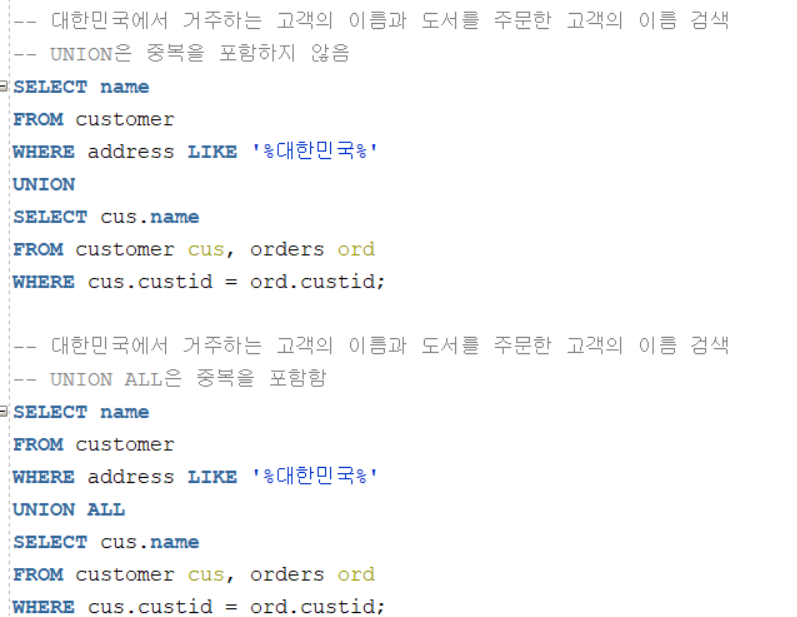 -- 대한민국에서 거주하는 고객의 이름과 도서를 주문한 고객의 이름 검색
-- UNION은 중복을 포함하지 않음
SELECT name
FROM customer
WHERE address LIKE '%대한민국%'
UNION
SELECT cus.name
FROM customer cus, orders ord
WHERE cus.custid = ord.custid;
-- 대한민국에서 거주하는 고객의 이름과 도서를 주문한 고객의 이름 검색
-- UNION ALL은 중복을 포함함
SELECT name
FROM customer
WHERE address LIKE '%대한민국%'
UNION ALL
SELECT cus.name
FROM customer cus, orders ord
WHERE cus.custid = ord.custid;